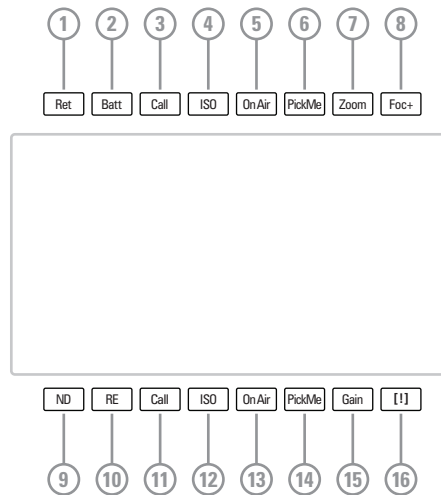 1 2 3 4 5 6 7 8
Ret Batt Call ISO On Air PickMe Zoom Foc+
ND RE Call ISO On Air PickMe Gain [!]
9 10 11 12 13 14 15 16